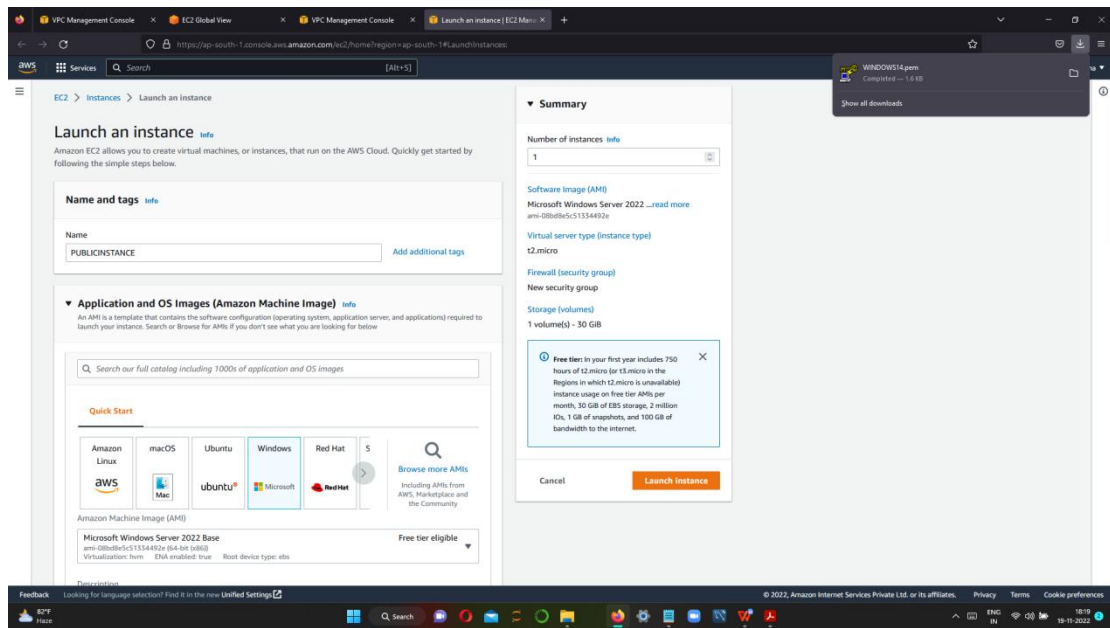 VPC Management Console
EC2 Global View
VPC Management Console
Launch an instance | EC2 Mana
https://ap-south-1.console.aws.amazon.com/ec2/home?region=ap-south-1#LaunchInstances:
aws
Services
Search
[Alt+S]
WINDOWS14.pem
Completed — 1.6 KB
Show all downloads
EC2 > Instances > Launch an instance
Launch an instance Info
Amazon EC2 allows you to create virtual machines, or instances, that run on the AWS Cloud. Quickly get started by
following the simple steps below.
Name and tags Info
Name
PUBLICINSTANCE
Add additional tags
Application and OS Images (Amazon Machine Image) Info
An AMI is a template that contains the software configuration (operating system, application server, and applications) required to
launch your instance. Search or Browse for AMIs if you don't see what you are looking for below
Search our full catalog including 1000s of application and OS images
Quick Start
Amazon Linux
aws
macOS
Mac
Ubuntu
ubuntu
Windows
Microsoft
Red Hat
Red Hat
S
Browse more AMIs
Including AMIs from
AWS, Marketplace and
the Community
Amazon Machine Image (AMI)
Microsoft Windows Server 2022 Base
Free tier eligible
ami-08bd8e5c51334492e (64-bit (x86))
Virtualization: hvm ENA enabled: true Root device type: ebs
Description
Summary
Number of instances Info
1
Software Image (AMI)
Microsoft Windows Server 2022 ...read more
ami-08bd8e5c51334492e
Virtual server type (instance type)
t2.micro
Firewall (security group)
New security group
Storage (volumes)
1 volume(s) - 30 GiB
Free tier: In your first year includes 750
hours of t2.micro (or t3.micro in the
Regions in which t2.micro is unavailable)
instance usage on free tier AMIs per
month, 30 GiB of EBS storage, 2 million
IOs, 1 GB of snapshots, and 100 GB of
bandwidth to the internet.
Cancel
Launch instance
Feedback
Looking for language selection? Find it in the new Unified Settings
© 2022, Amazon Internet Services Private Ltd. or its affiliates.
Privacy
Terms
Cookie preferences
82°F
Haze
Search
ENG
IN
18:19
19-11-2022